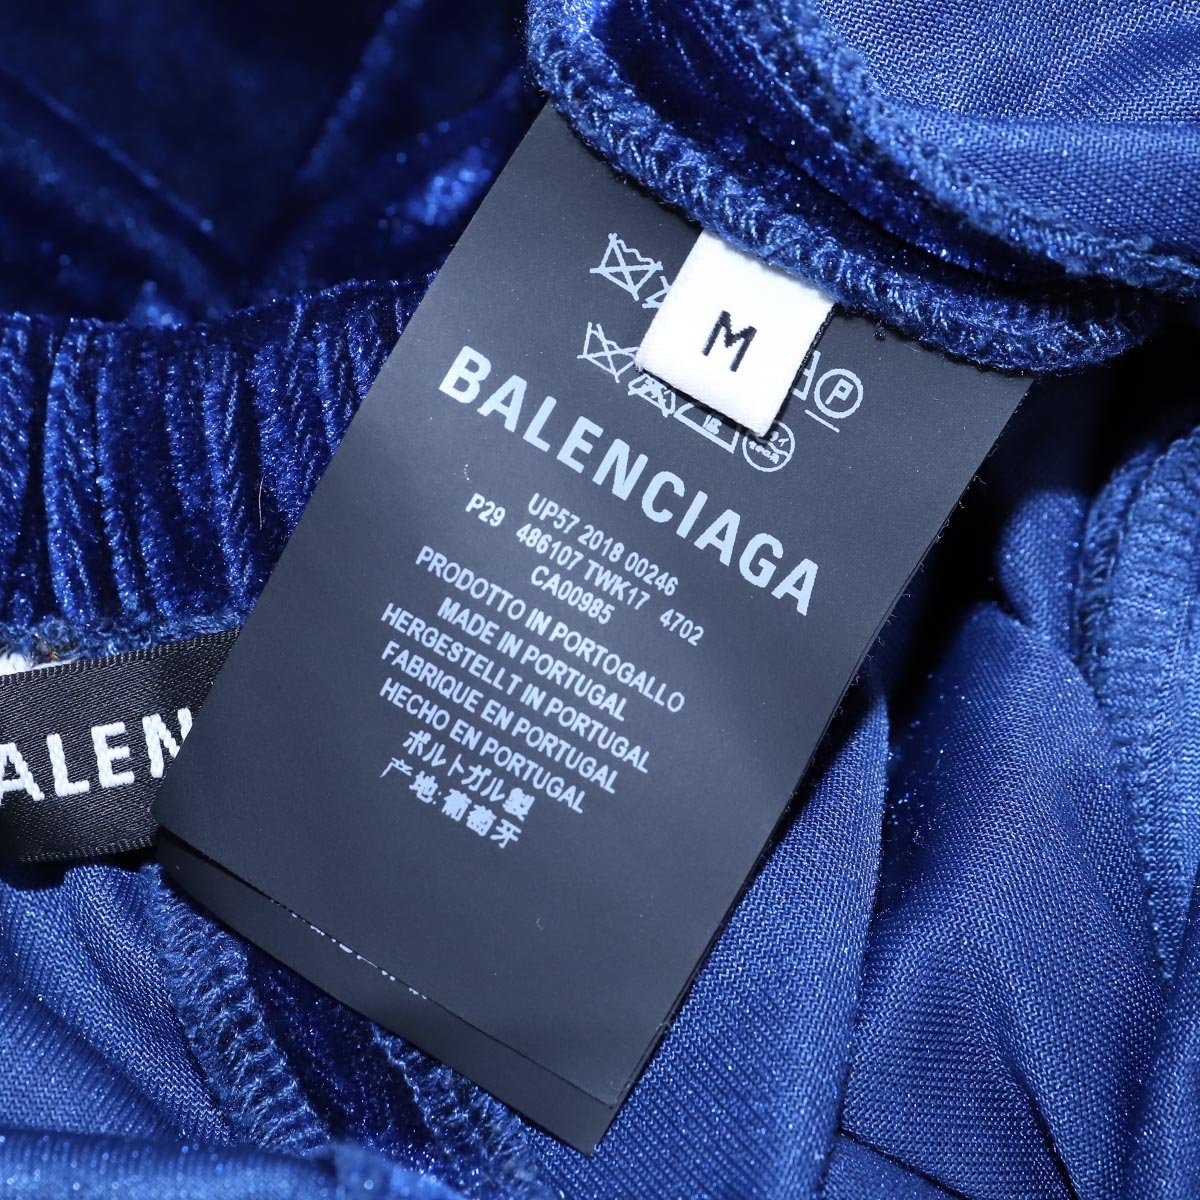 M
P
BALENCIAGA
UP57 2018 00246
P29 486107 TWK17 4702
CA00985
PRODOTTO IN PORTOGALLO
MADE IN PORTUGAL
HERGESTELLT IN PORTUGAL
FABRIQUE EN PORTUGAL
HECHO EN PORTUGAL
ポルトガル製
产地:葡萄牙
ALEN